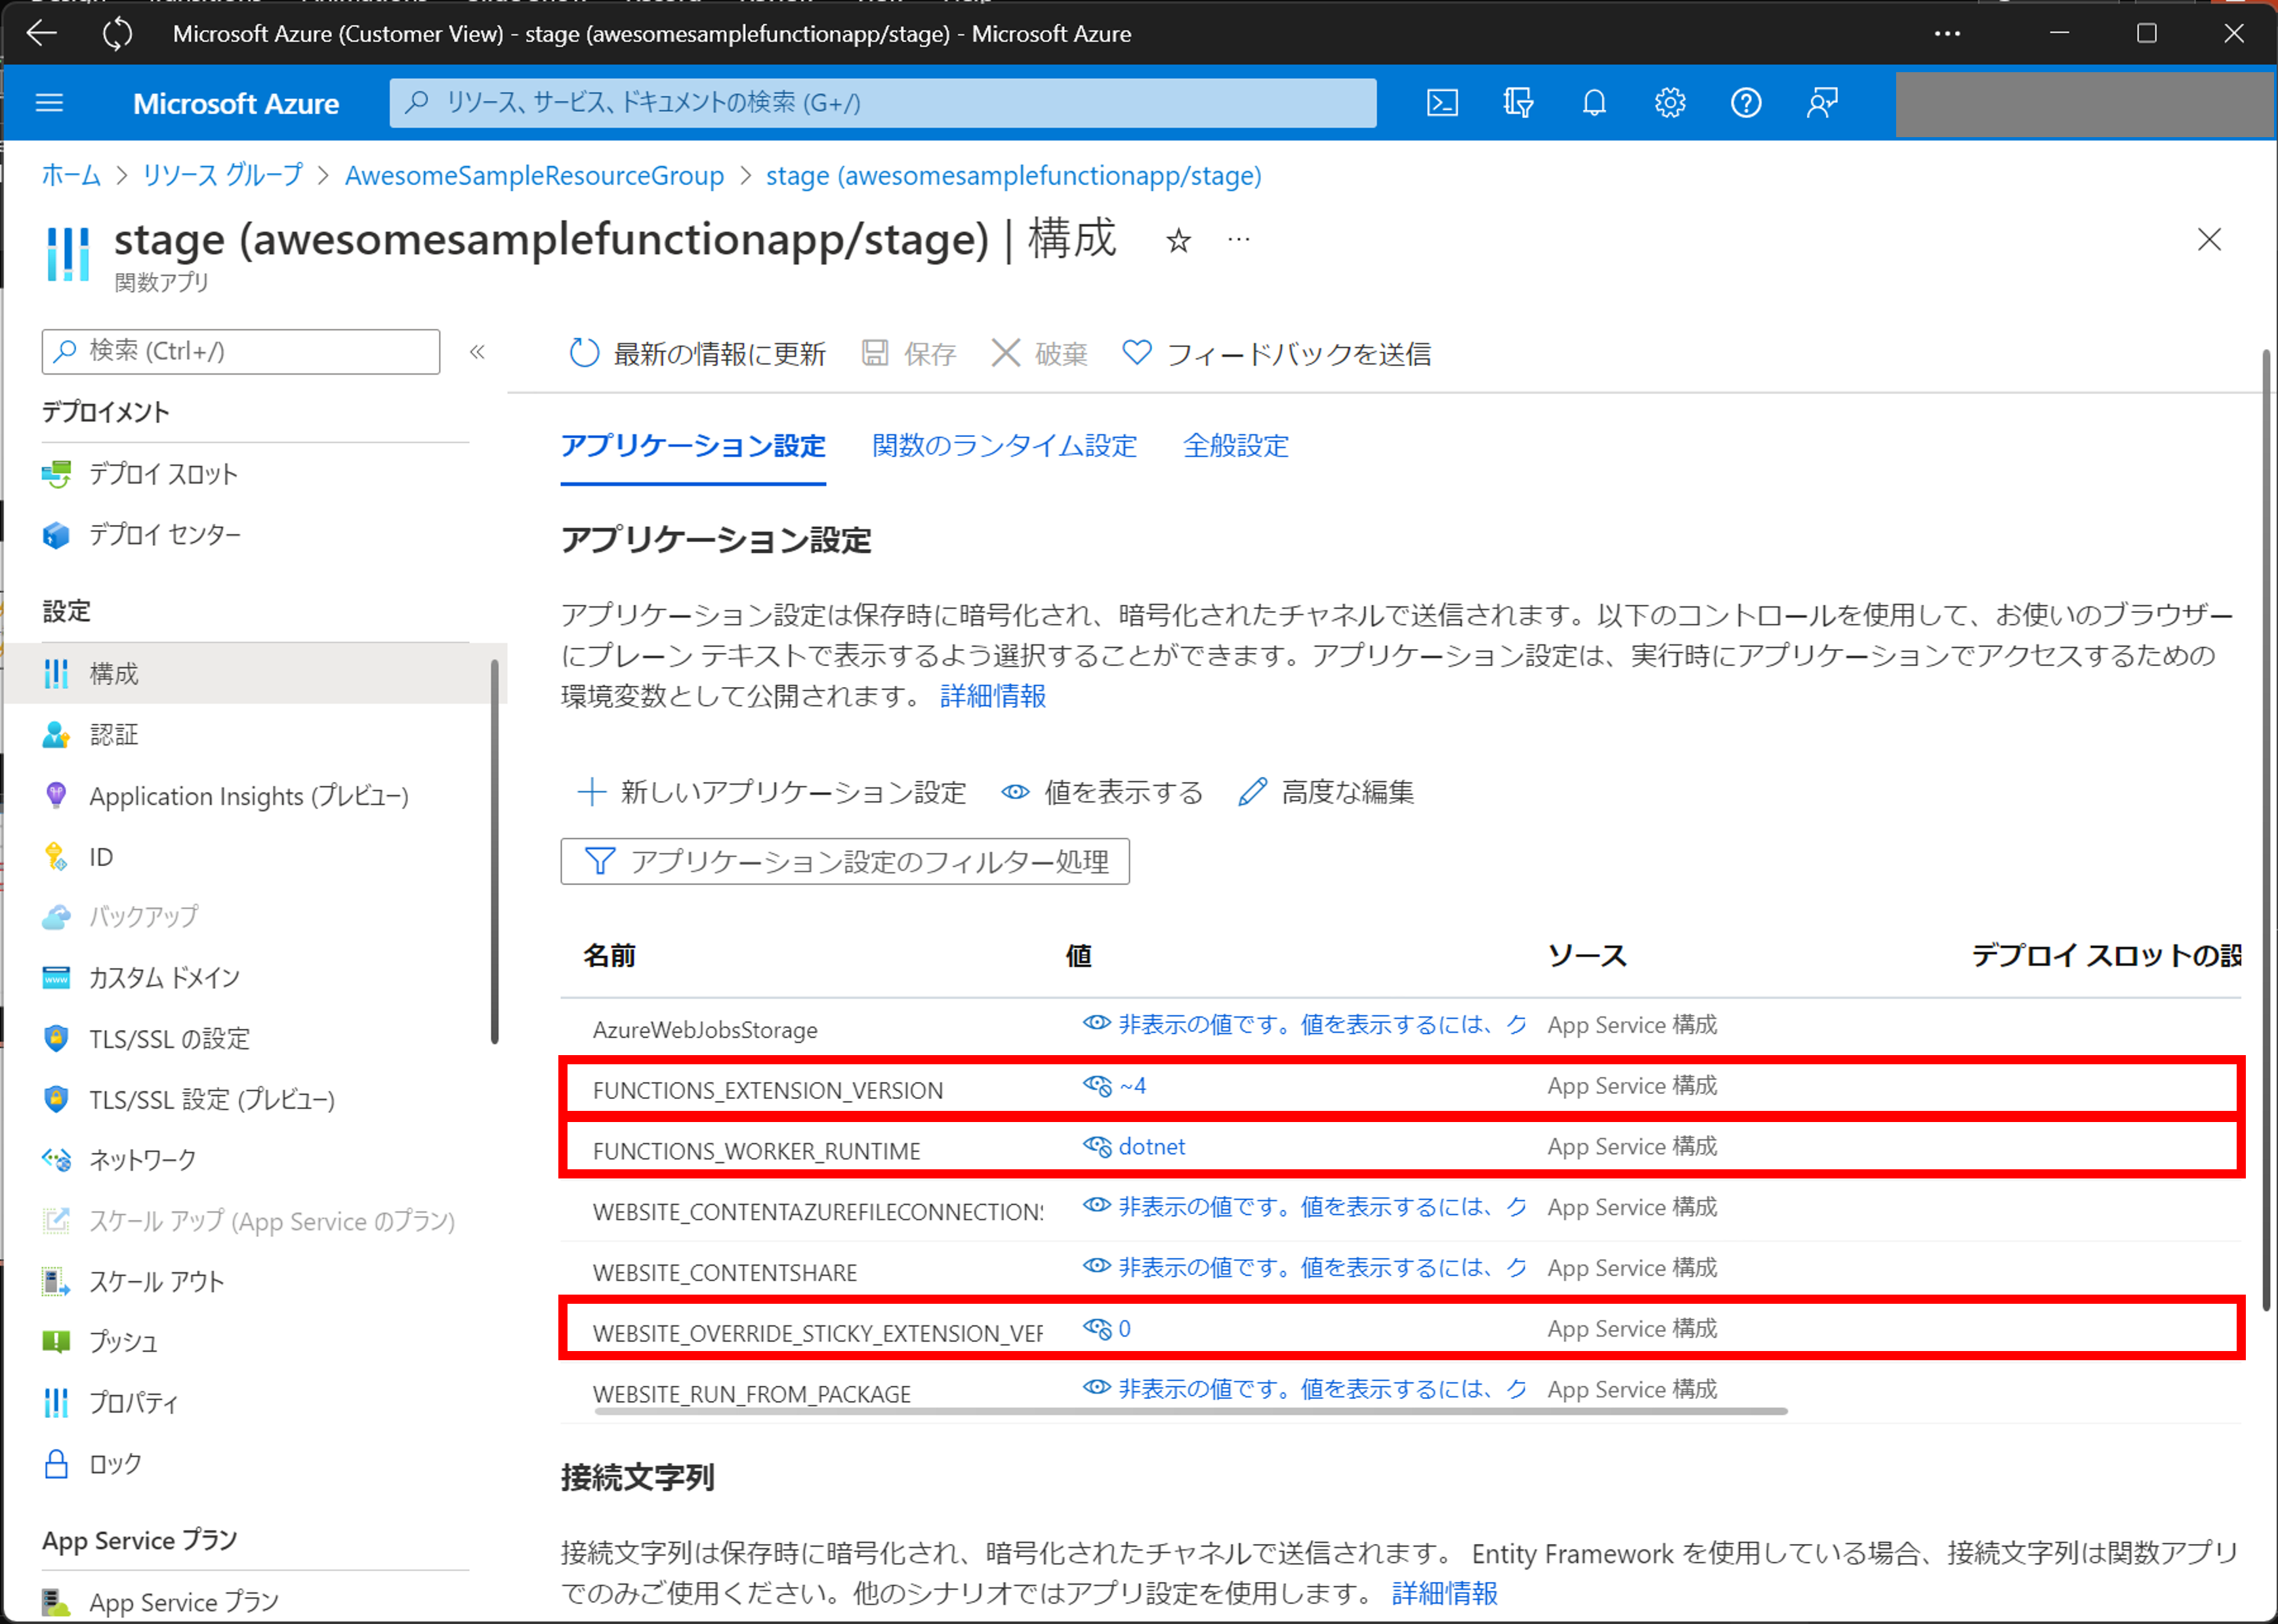 Microsoft Azure (Customer View) - stage (awesomesamplefunctionapp/stage) - Microsoft Azure
Microsoft Azure
リソース、サービス、ドキュメントの検索 (G+/)
ホーム > リソース グループ > AwesomeSampleResourceGroup > stage (awesomesamplefunctionapp/stage)
stage (awesomesamplefunctionapp/stage) | 構成
関数アプリ
検索 (Ctrl+/)
デプロイメント
デプロイ スロット
デプロイ センター
設定
構成
認証
Application Insights (プレビュー)
ID
バックアップ
カスタム ドメイン
TLS/SSL の設定
TLS/SSL 設定 (プレビュー)
ネットワーク
スケール アップ (App Service のプラン)
スケール アウト
プッシュ
プロパティ
ロック
App Service プラン
App Service プラン
最新の情報に更新 保存 破棄 フィードバックを送信
アプリケーション設定 関数のランタイム設定 全般設定
アプリケーション設定
アプリケーション設定は保存時に暗号化され、暗号化されたチャネルで送信されます。以下のコントロールを使用して、お使いのブラウザー
にプレーン テキストで表示するよう選択することができます。アプリケーション設定は、実行時にアプリケーションでアクセスするための
環境変数として公開されます。 詳細情報
新しいアプリケーション設定 値を表示する 高度な編集
アプリケーション設定のフィルター処理
名前 値 ソース デプロイ スロットの設
AzureWebJobsStorage 非表示の値です。値を表示するには、ク App Service 構成
FUNCTIONS_EXTENSION_VERSION ~4 App Service 構成
FUNCTIONS_WORKER_RUNTIME dotnet App Service 構成
WEBSITE_CONTENTAZUREFILECONNECTIONS 非表示の値です。値を表示するには、ク App Service 構成
WEBSITE_CONTENTSHARE 非表示の値です。値を表示するには、ク App Service 構成
WEBSITE_OVERRIDE_STICKY_EXTENSION_VER 0 App Service 構成
WEBSITE_RUN_FROM_PACKAGE 非表示の値です。値を表示するには、ク App Service 構成
接続文字列
接続文字列は保存時に暗号化され、暗号化されたチャネルで送信されます。 Entity Framework を使用している場合、接続文字列は関数アプリ
でのみご使用ください。他のシナリオではアプリ設定を使用します。 詳細情報